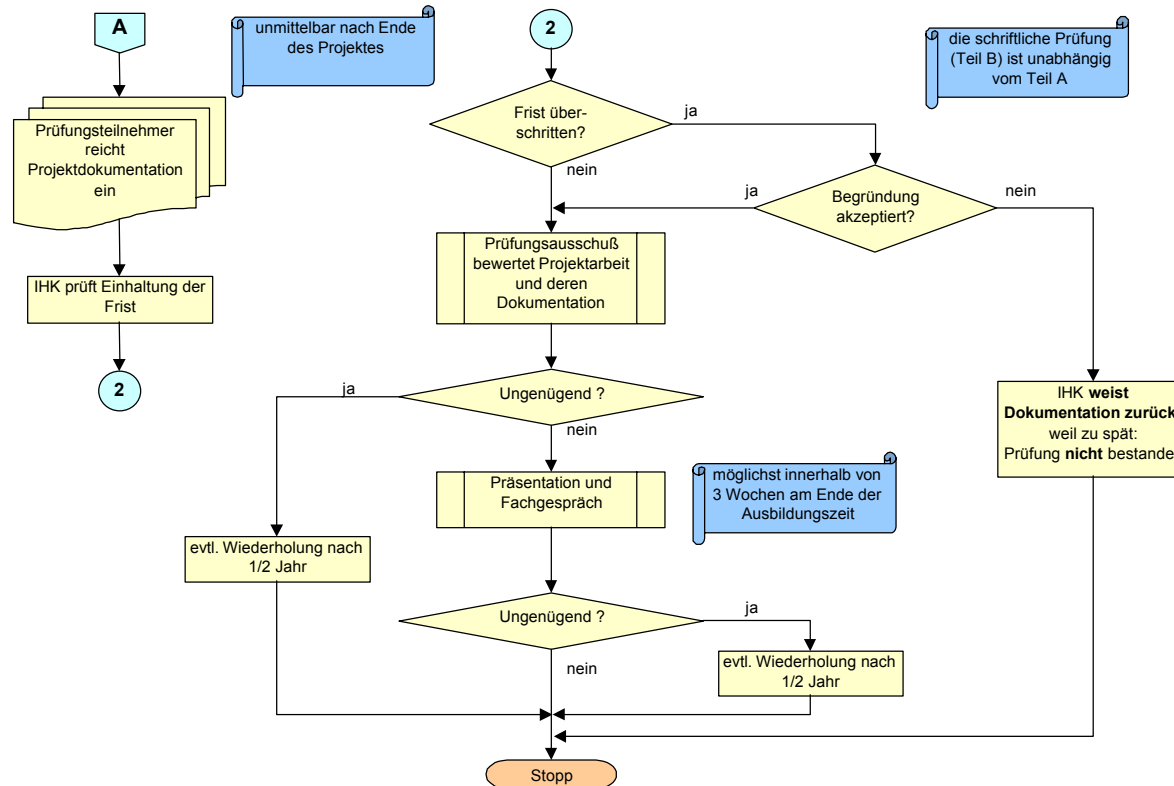 A
unmittelbar nach Ende
des Projektes
Prüfungsteilnehmer
reicht
Projektdokumentation
ein
IHK prüft Einhaltung der
Frist
2
2
die schriftliche Prüfung
(Teil B) ist unabhängig
vom Teil A
Frist über-
schritten?
ja
nein
Begründung
akzeptiert?
ja
nein
Prüfungsausschuß
bewertet Projektarbeit
und deren
Dokumentation
IHK weist
Dokumentation zurück
weil zu spät:
Prüfung nicht bestande
Ungenügend ?
ja
nein
Präsentation und
Fachgespräch
möglichst innerhalb von
3 Wochen am Ende der
Ausbildungszeit
evtl. Wiederholung nach
1/2 Jahr
Ungenügend ?
ja
nein
evtl. Wiederholung nach
1/2 Jahr
Stopp